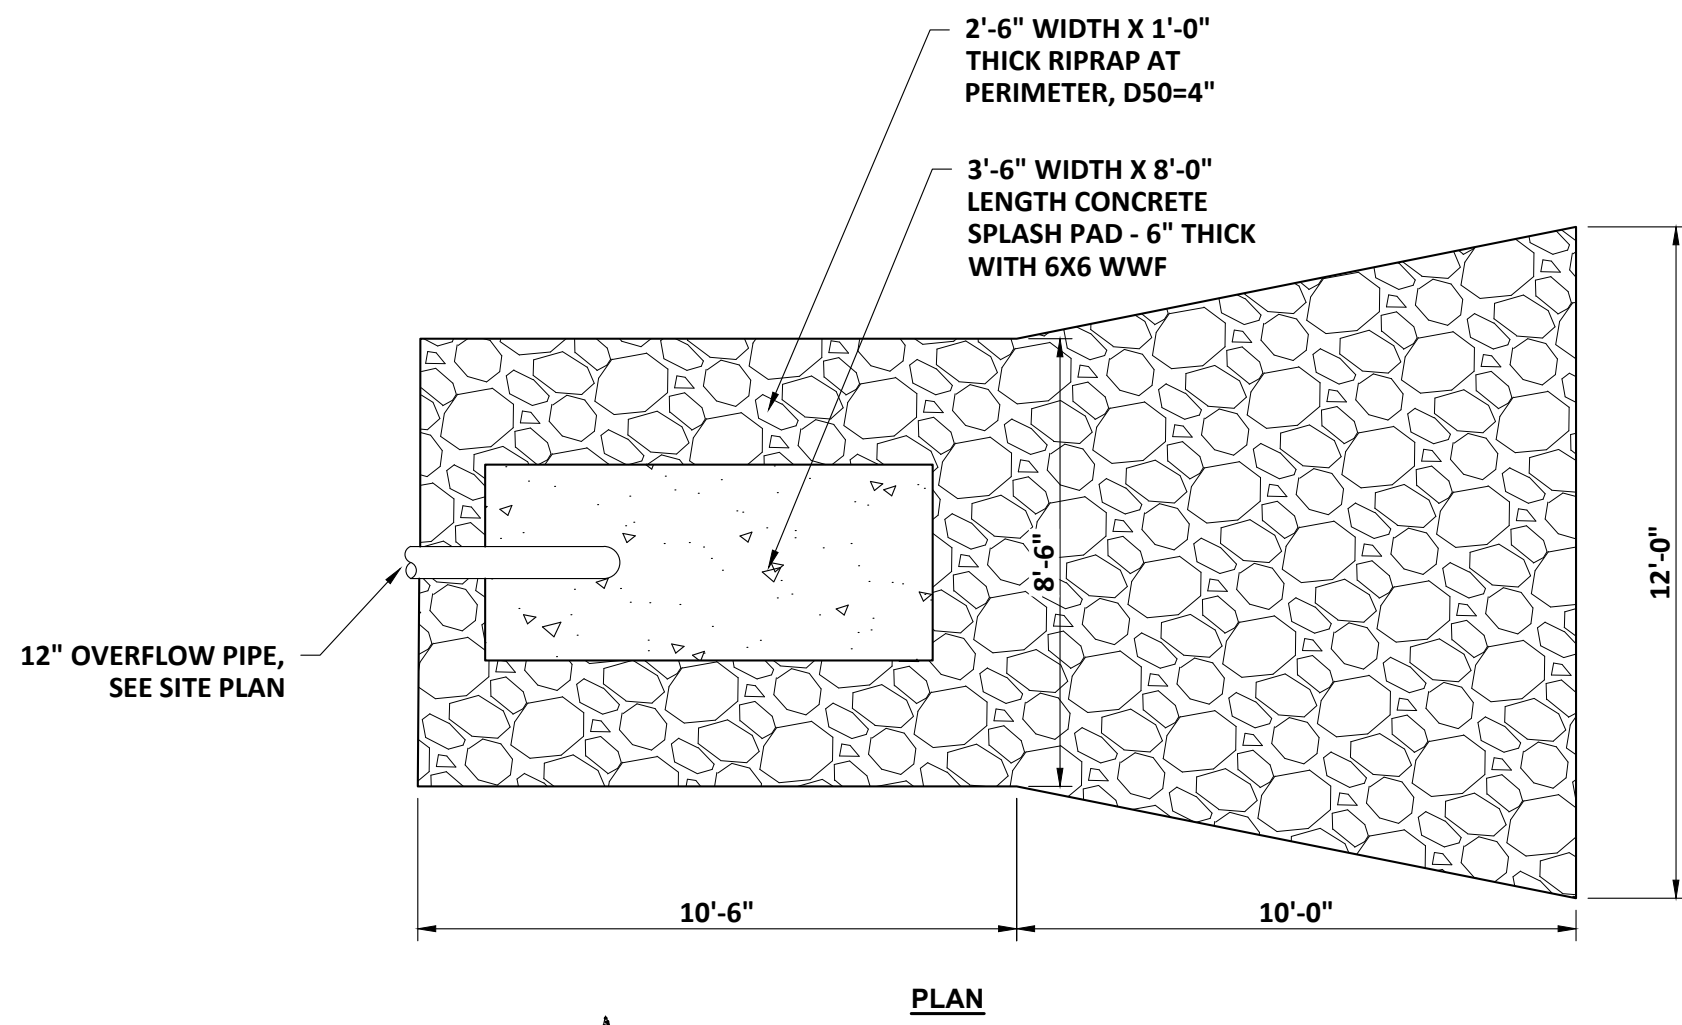 2'-6" WIDTH X 1'-0"
THICK RIPRAP AT
PERIMETER, D50=4"
3'-6" WIDTH X 8'-0"
LENGTH CONCRETE
SPLASH PAD - 6" THICK
WITH 6X6 WWF
8'-6"
12'-0"
12" OVERFLOW PIPE,
SEE SITE PLAN
10'-6"
10'-0"
PLAN